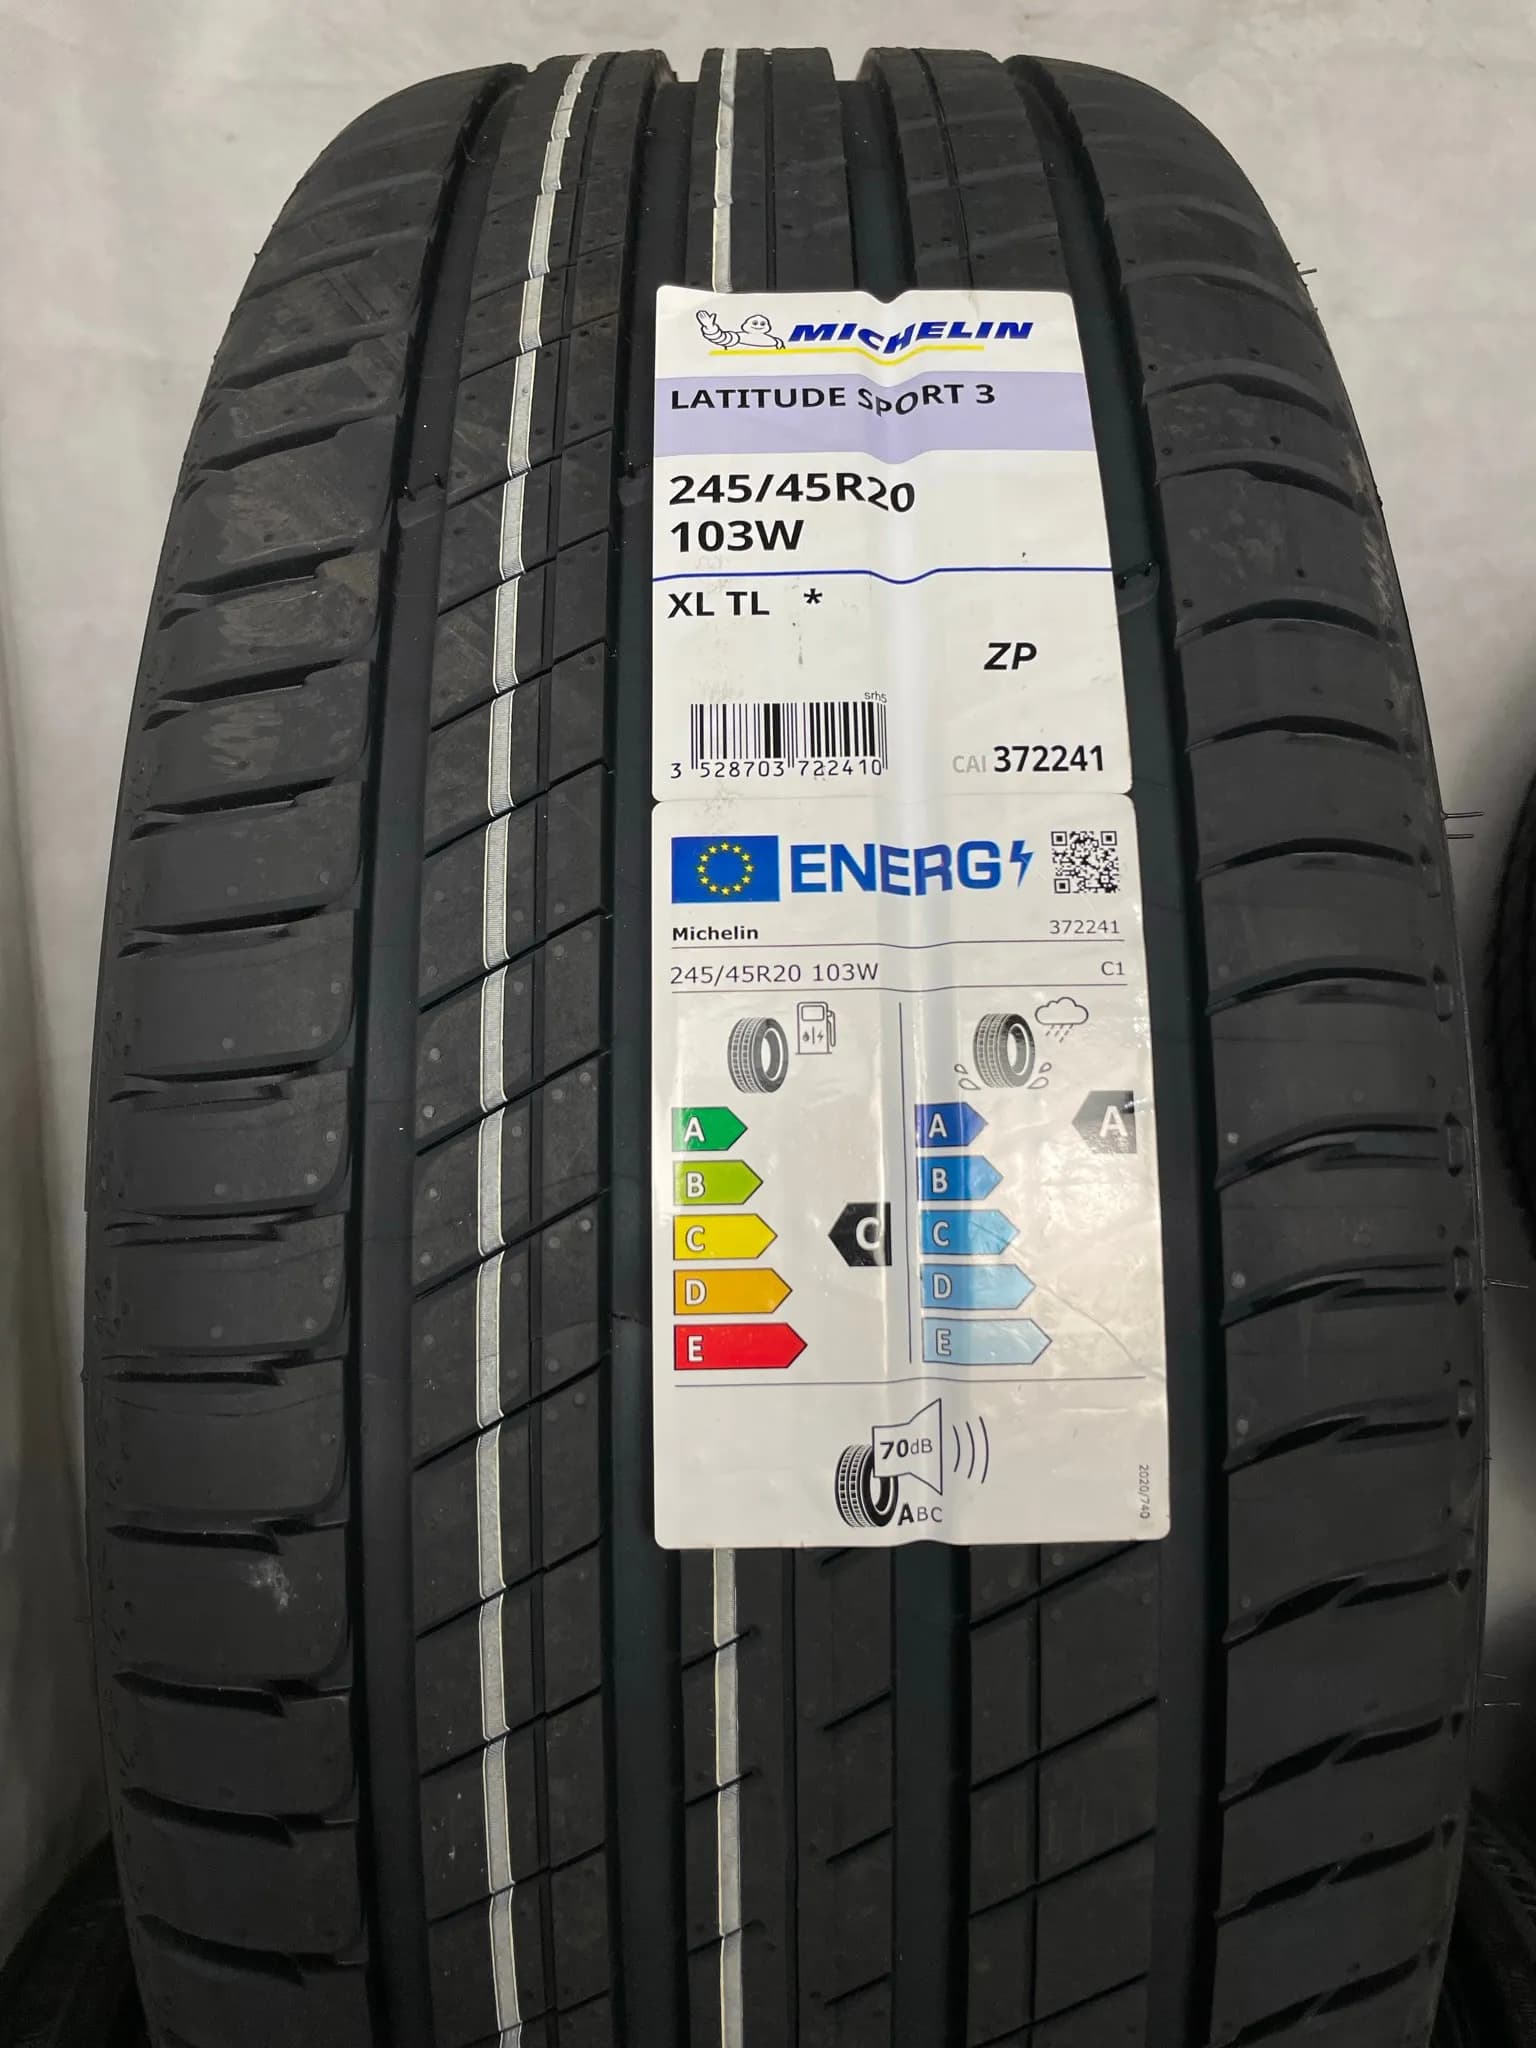 MICHELIN
LATITUDE SPORT 3
245/45R20
103W
XL TL *
ZP
srh5
3 528703 722410
CAI 372241
ENERG
Michelin 372241
245/45R20 103W C1
A A A
B B
C C C
D D
E E
70dB
ABC
2020/740